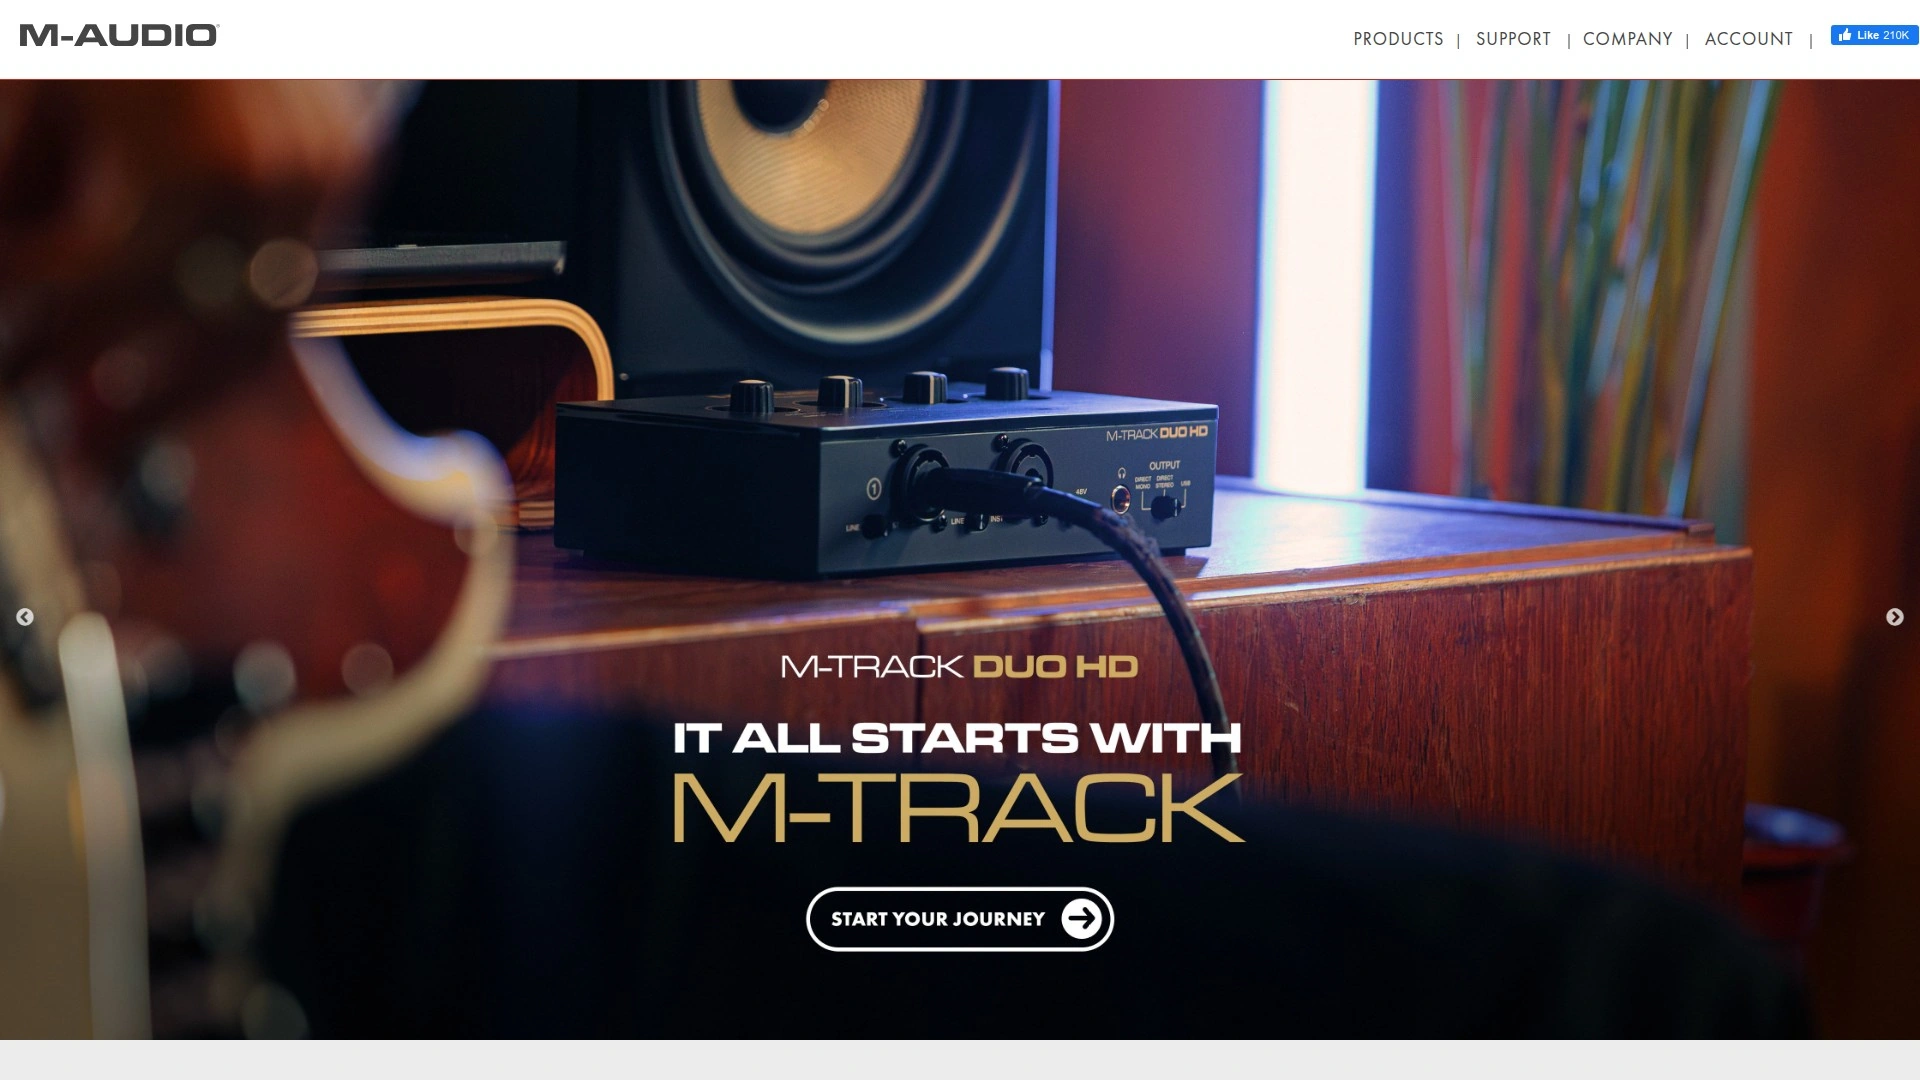 M-AUDIO
PRODUCTS | SUPPORT | COMPANY | ACCOUNT |
Like 210K
M-TRACK DUO HD
OUTPUT
DIRECT MONO
DIRECT STEREO
USB
48V
1
LINE
LINE
INST
M-TRACK DUO HD
IT ALL STARTS WITH
M-TRACK
START YOUR JOURNEY